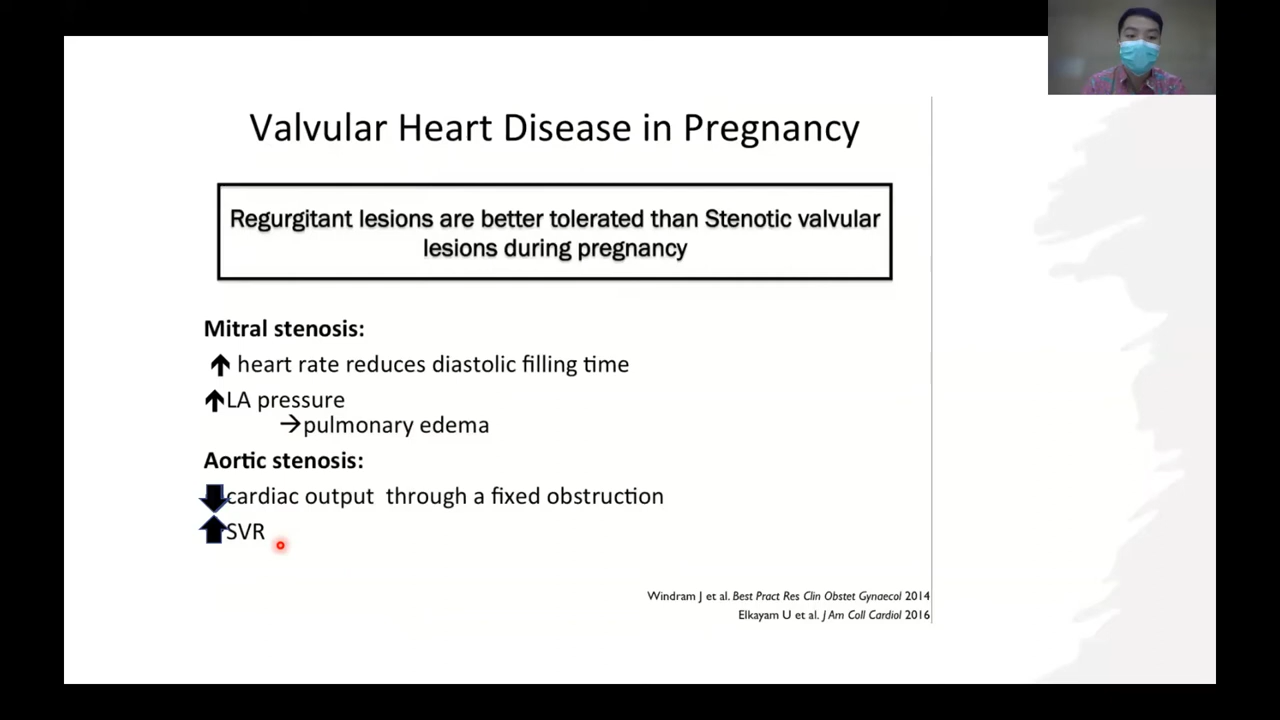 Valvular Heart Disease in Pregnancy
Regurgitant lesions are better tolerated than Stenotic valvular
lesions during pregnancy
Mitral stenosis:
↑ heart rate reduces diastolic filling time
↑LA pressure
→pulmonary edema
Aortic stenosis:
↓cardiac output through a fixed obstruction
↑SVR
Windram J et al. Best Pract Res Clin Obstet Gynaecol 2014
Elkayam U et al. J Am Coll Cardiol 2016